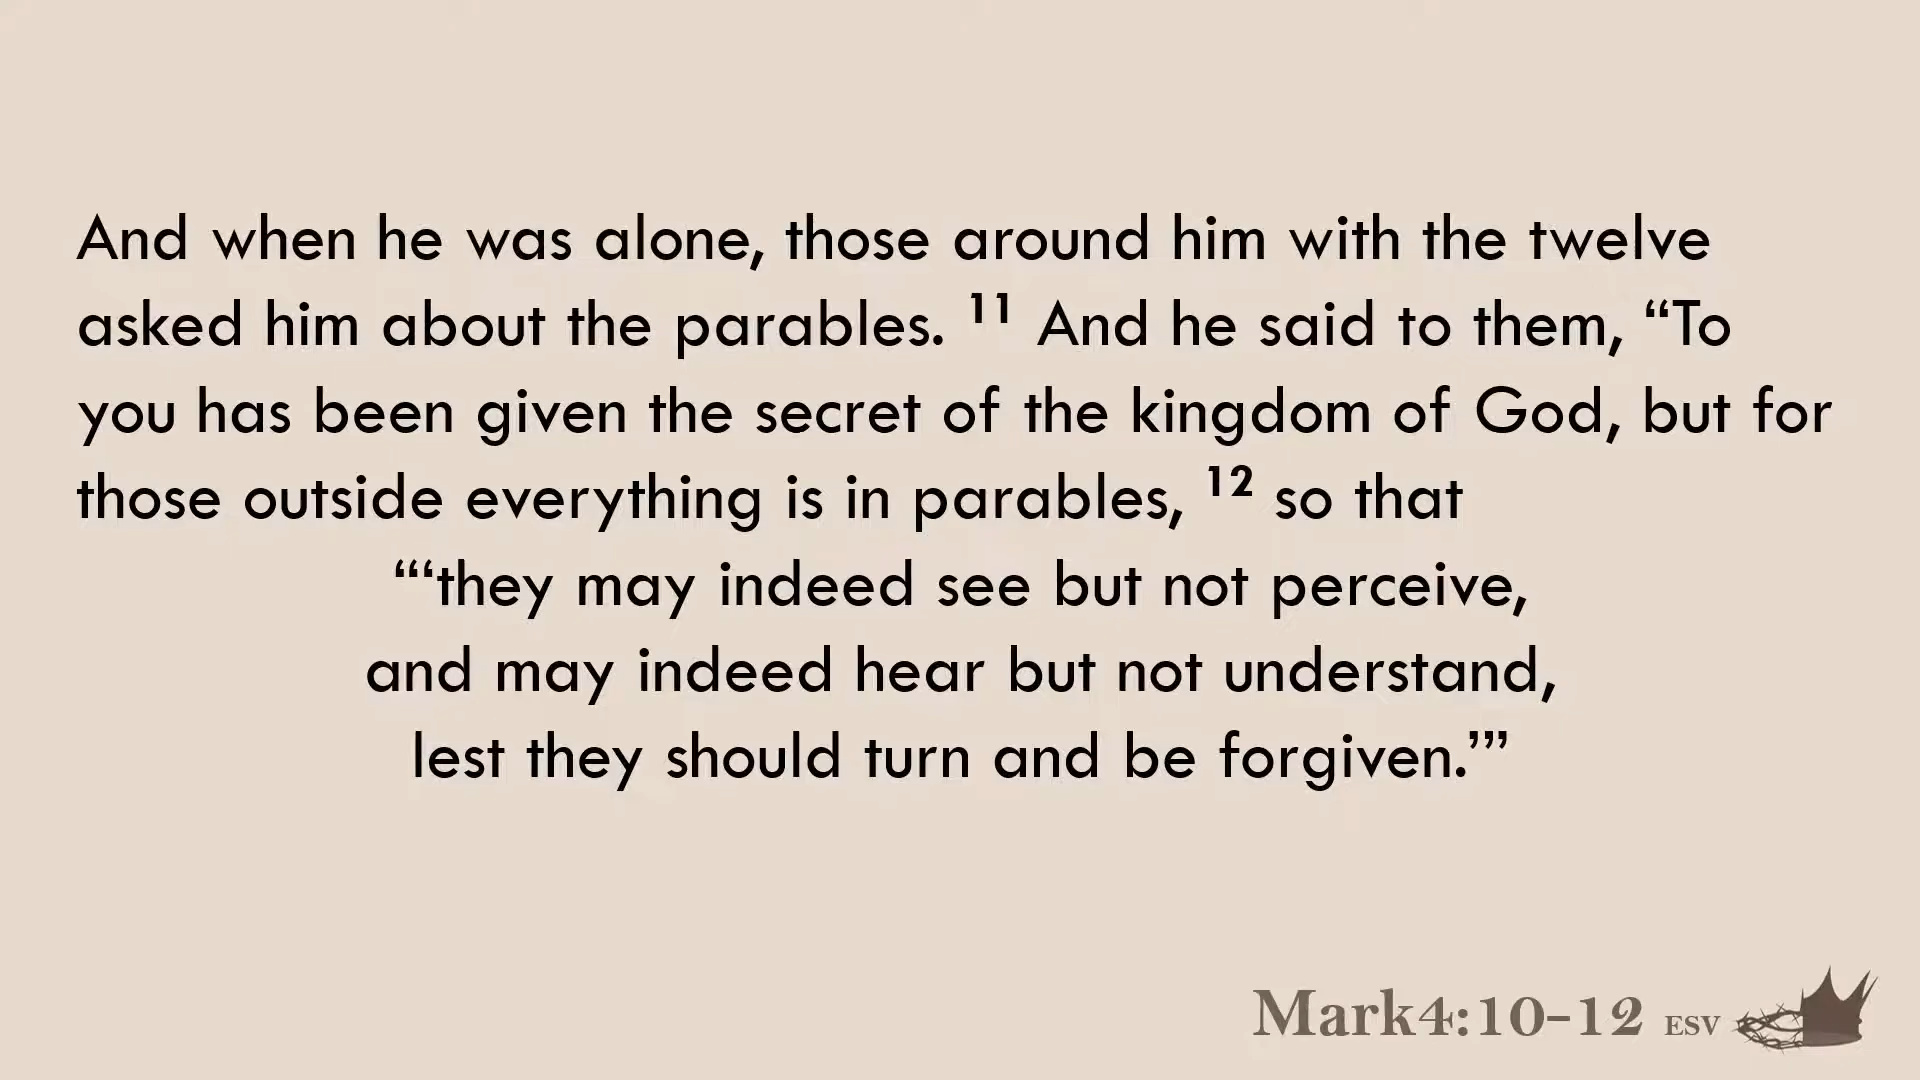 And when he was alone, those around him with the twelve
asked him about the parables. ¹¹ And he said to them, “To
you has been given the secret of the kingdom of God, but for
those outside everything is in parables, ¹² so that
“‘they may indeed see but not perceive,
and may indeed hear but not understand,
lest they should turn and be forgiven.’”
Mark4:10-12 ESV